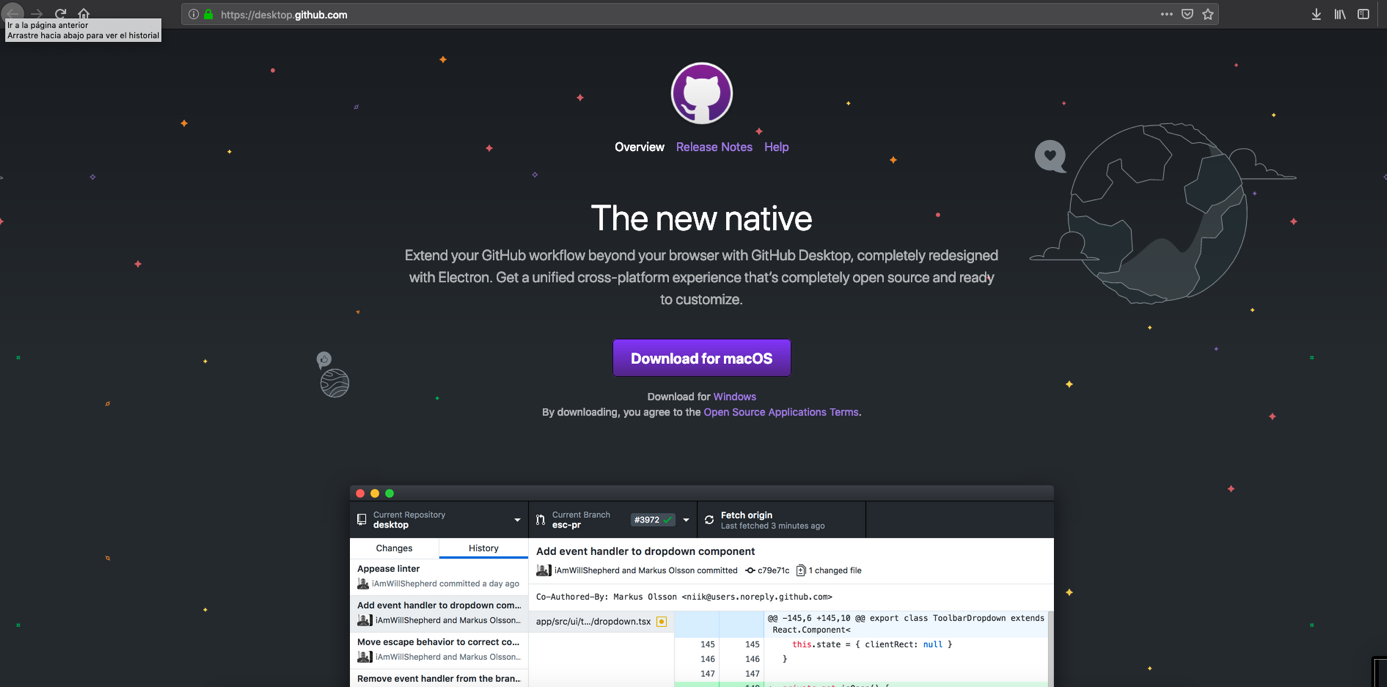 https://desktop.github.com
Ir a la página anterior
Arrastre hacia abajo para ver el historial
Overview Release Notes Help
The new native
Extend your GitHub workflow beyond your browser with GitHub Desktop, completely redesigned
with Electron. Get a unified cross-platform experience that's completely open source and ready
to customize.
Download for macOS
Download for Windows
By downloading, you agree to the Open Source Applications Terms.
Current Repository
desktop
Current Branch
esc-pr
#3972
Fetch origin
Last fetched 3 minutes ago
Changes History
Appease linter
iAmWillShepherd committed a day ago
Add event handler to dropdown com...
iAmWillShepherd and Markus Olsson...
Move escape behavior to correct co...
iAmWillShepherd and Markus Olsson...
Remove event handler from the bran...
Add event handler to dropdown component
iAmWillShepherd and Markus Olsson committed c79e71c 1 changed file
Co-Authored-By: Markus Olsson <niik@users.noreply.github.com>
app/src/ui/t.../dropdown.tsx
@@ -145,6 +145,10 @@ export class ToolbarDropdown extends
React.Component<
145 145 this.state = { clientRect: null }
146 146 }
147 147